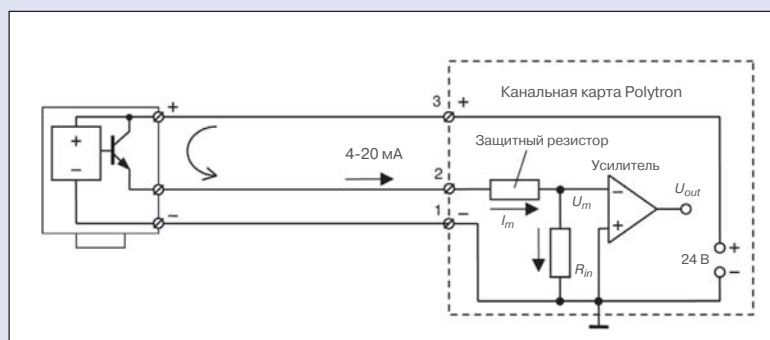 Канальная карта Polytron
3 +
+
Защитный резистор
4-20 мА
Усилитель
+
−
2
−
U_out
I_m
U_m
+
−
1 −
R_in
24 В
+
−